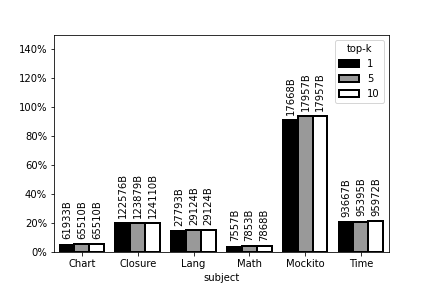 140%
120%
100%
80%
60%
40%
20%
0%
top-k
1
5
10
61933B
65510B
65510B
122576B
123879B
124110B
27793B
29124B
29124B
7557B
7853B
7868B
17668B
17957B
17957B
93667B
95395B
95972B
Chart Closure Lang Math Mockito Time
subject